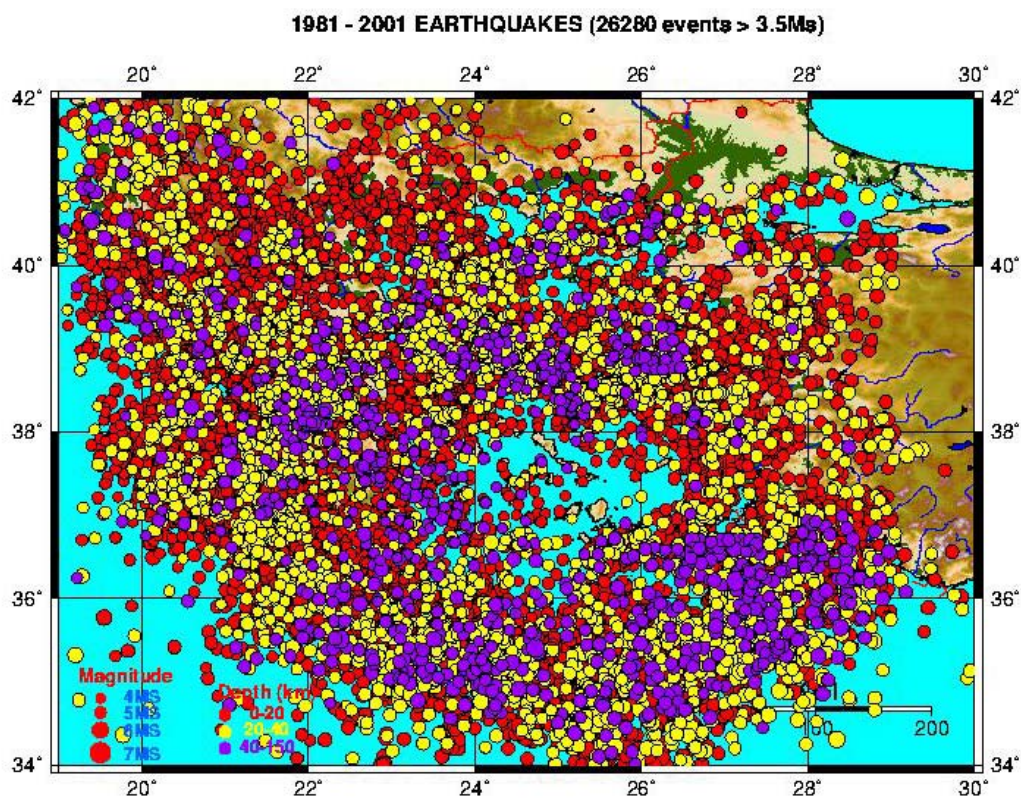 1981 - 2001 EARTHQUAKES (26280 events > 3.5Ms)
20° 22° 24° 26° 28° 30°
42° 42°
40° 40°
38° 38°
36° 36°
Magnitude
4MS
5MS
6MS
7MS
Depth (km)
0-20
20-40
40-150
200
34° 34°
20° 22° 24° 26° 28° 30°